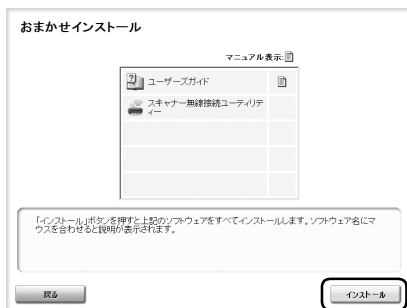 おまかせインストール
マニュアル表示:
ユーザーズガイド
スキャナー無線接続ユーティリテ
ィー
「インストール」ボタンを押すと上記のソフトウェアをすべてインストールします。ソフトウェア名にマ
ウスを合わせると説明が表示されます。
戻る
インストール